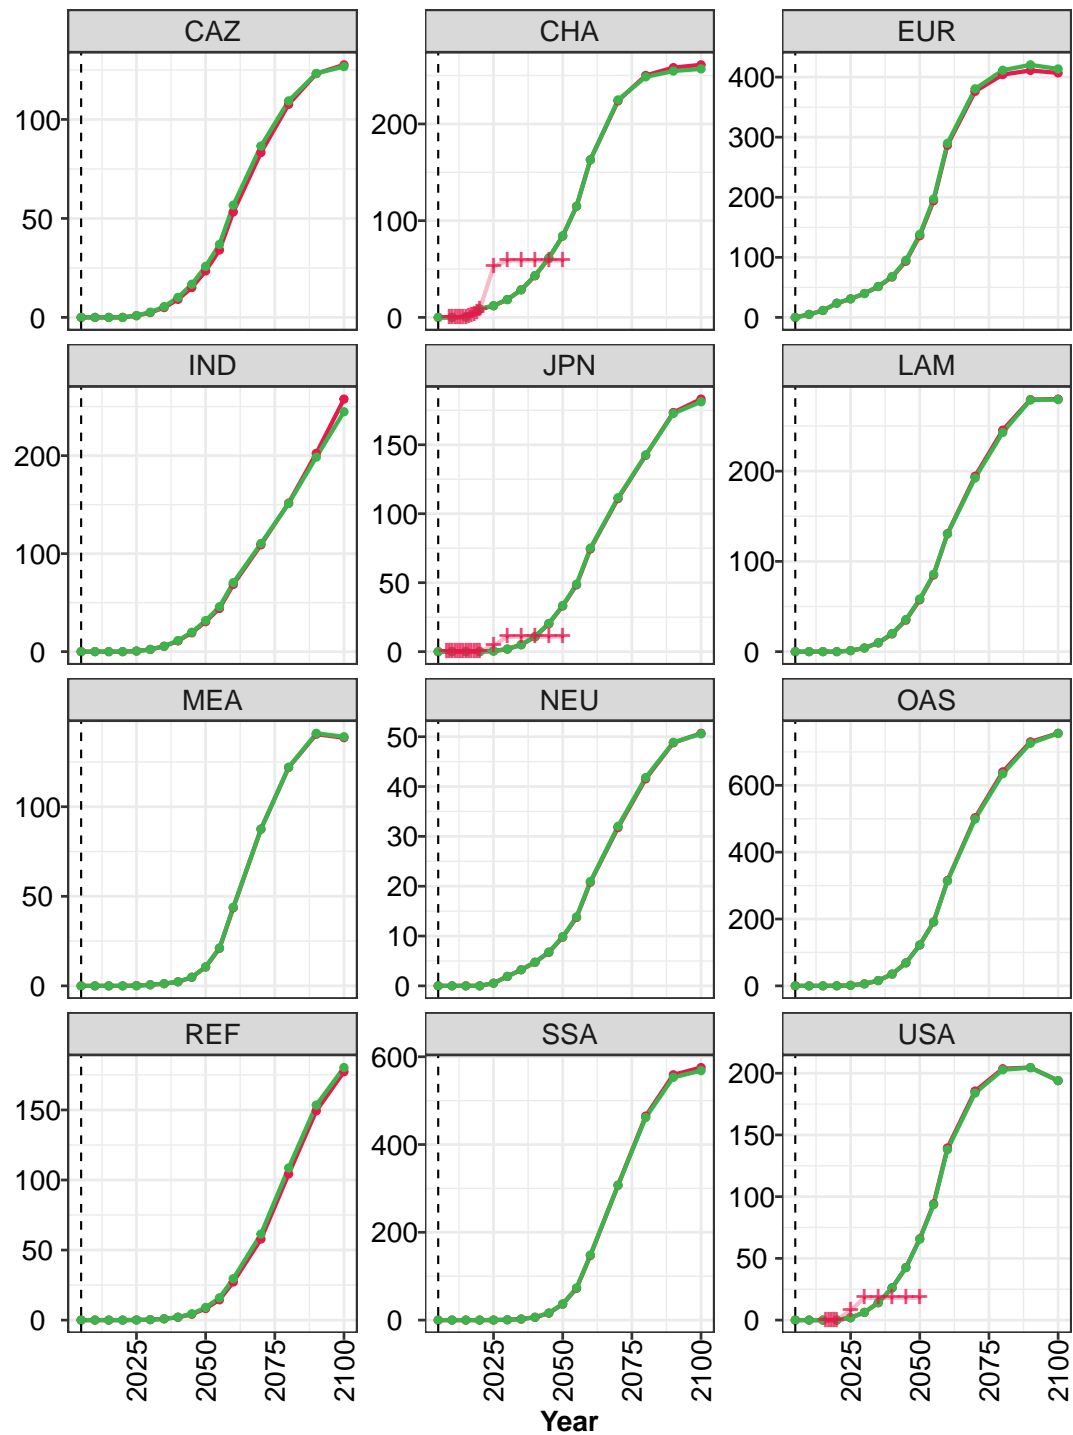 CAZ CHA EUR
100 200 400
50 100 300
0 0 200
100
0
IND JPN LAM
200 150 200
100 100 100
0 50 0
0
MEA NEU OAS
100 50 600
50 40 400
0 30 200
20 0
10
0
REF SSA USA
150 600 200
100 400 150
50 200 100
0 0 50
0
2025 2050 2075 2100 2025 2050 2075 2100 2025 2050 2075 2100
Year